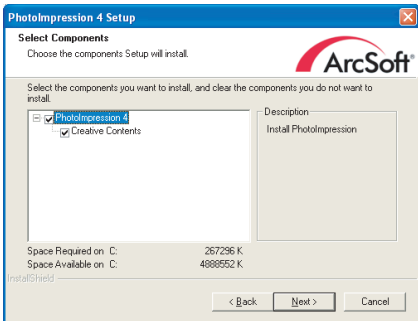 PhotoImpression 4 Setup
Select Components
Choose the components Setup will install.
ArcSoft®
Select the components you want to install, and clear the components you do not want to
install.
PhotoImpression 4
Creative Contents
Description
Install PhotoImpression
Space Required on C: 267296 K
Space Available on C: 4888552 K
InstallShield
< Back
Next >
Cancel